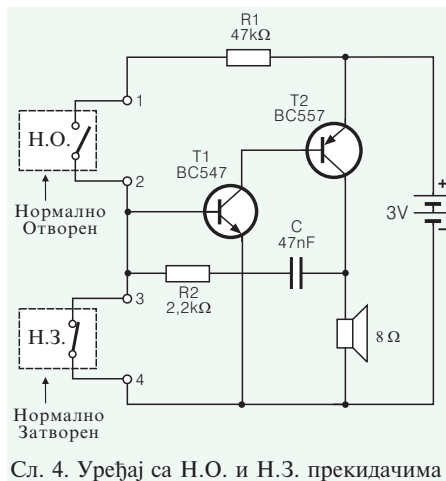 R1
47kΩ
1
Н.О.
2
Нормално
Отворен
T2
BC557
T1
BC547
+
3V
–
C
47nF
3
R2
2,2kΩ
Н.З.
8 Ω
4
Нормално
Затворен
Сл. 4. Уређај са Н.О. и Н.З. прекидачима